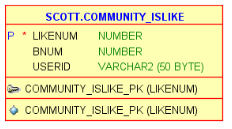 SCOTT.COMMUNITY_ISLIKE
P * LIKENUM NUMBER
BNUM NUMBER
USERID VARCHAR2 (50 BYTE)
COMMUNITY_ISLIKE_PK (LIKENUM)
COMMUNITY_ISLIKE_PK (LIKENUM)